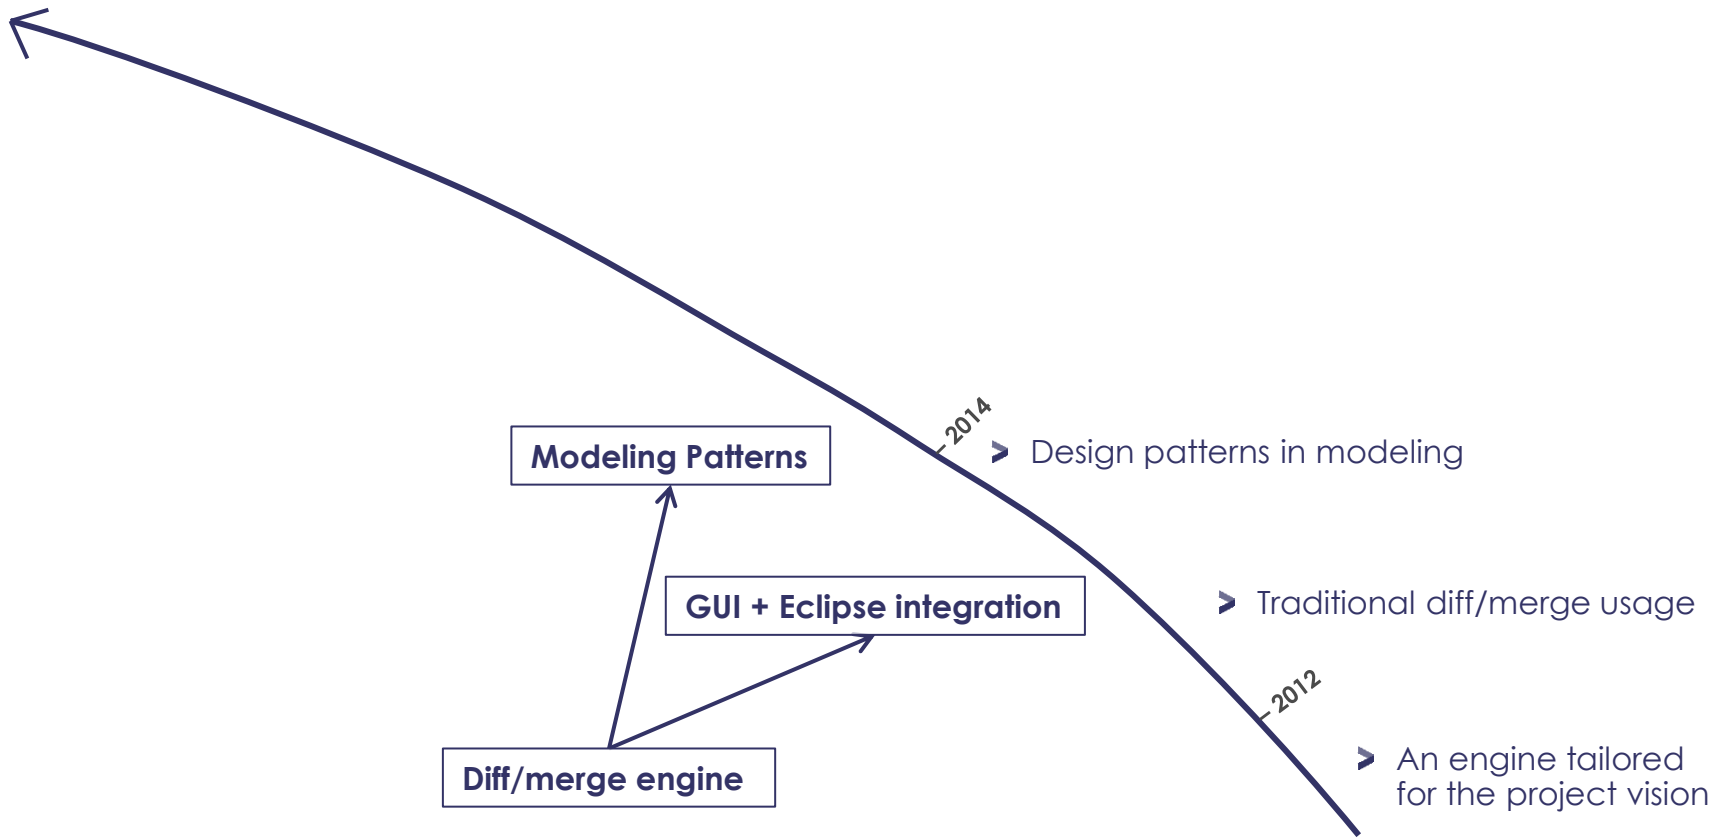 2014
Modeling Patterns
Design patterns in modeling
GUI + Eclipse integration
Traditional diff/merge usage
2012
Diff/merge engine
An engine tailored
for the project vision